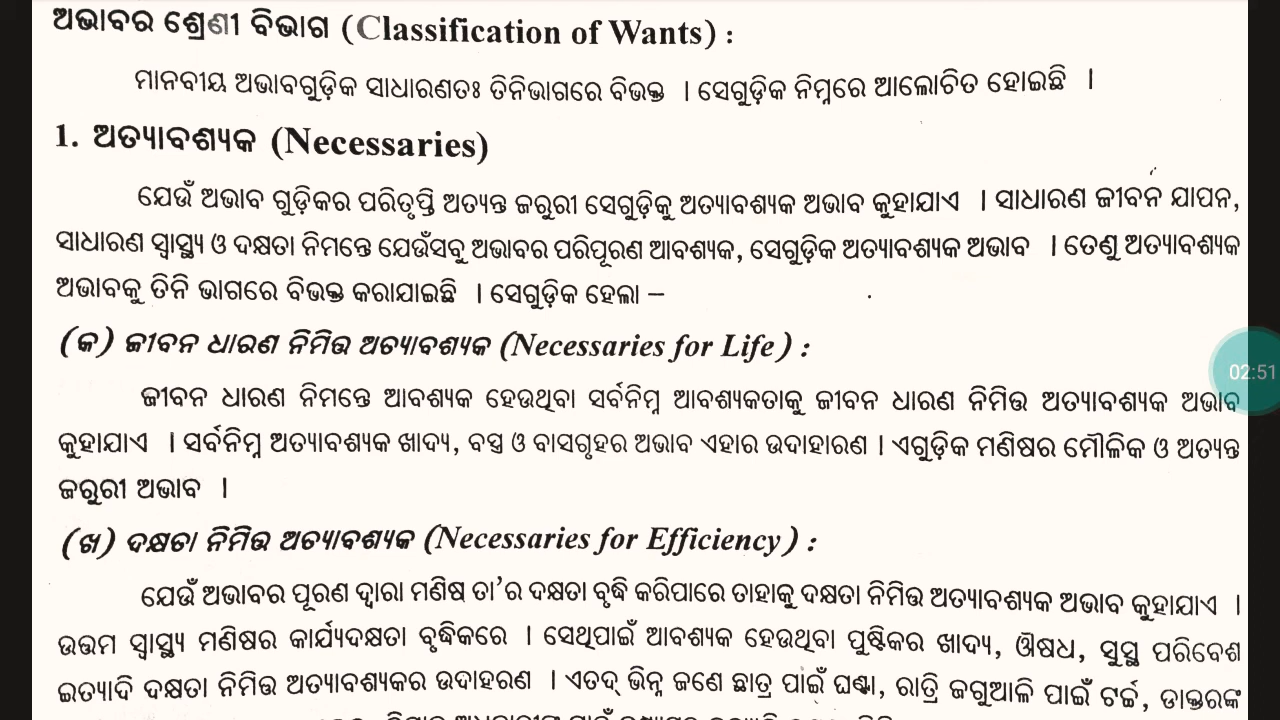 ଅଭାବର ଶ୍ରେଣୀ ବିଭାଗ (Classification of Wants) :
ମାନବୀୟ ଅଭାବଗୁଡ଼ିକ ସାଧାରଣତଃ ତିନିଭାଗରେ ବିଭକ୍ତ । ସେଗୁଡ଼ିକ ନିମ୍ନରେ ଆଲୋଚିତ ହୋଇଛି ।
1. ଅତ୍ୟାବଶ୍ୟକ (Necessaries)
ଯେଉଁ ଅଭାବ ଗୁଡ଼ିକର ପରିତୃପ୍ତି ଅତ୍ୟନ୍ତ ଜରୁରୀ ସେଗୁଡ଼ିକୁ ଅତ୍ୟାବଶ୍ୟକ ଅଭାବ କୁହାଯାଏ । ସାଧାରଣ ଜୀବନ ଯାପନ,
ସାଧାରଣ ସ୍ୱାସ୍ଥ୍ୟ ଓ ଦକ୍ଷତା ନିମନ୍ତେ ଯେଉଁସବୁ ଅଭାବର ପରିପୂରଣ ଆବଶ୍ୟକ, ସେଗୁଡ଼ିକ ଅତ୍ୟାବଶ୍ୟକ ଅଭାବ । ତେଣୁ ଅତ୍ୟାବଶ୍ୟକ
ଅଭାବକୁ ତିନି ଭାଗରେ ବିଭକ୍ତ କରାଯାଇଛି । ସେଗୁଡ଼ିକ ହେଲା –
(କ) ଜୀବନ ଧାରଣ ନିମିତ୍ତ ଅତ୍ୟାବଶ୍ୟକ (Necessaries for Life) :
02:51
ଜୀବନ ଧାରଣ ନିମନ୍ତେ ଆବଶ୍ୟକ ହେଉଥିବା ସର୍ବନିମ୍ନ ଆବଶ୍ୟକତାକୁ ଜୀବନ ଧାରଣ ନିମିତ୍ତ ଅତ୍ୟାବଶ୍ୟକ ଅଭାବ
କୁହାଯାଏ । ସର୍ବନିମ୍ନ ଅତ୍ୟାବଶ୍ୟକ ଖାଦ୍ୟ, ବସ୍ତ୍ର ଓ ବାସଗୃହର ଅଭାବ ଏହାର ଉଦାହାରଣ । ଏଗୁଡ଼ିକ ମଣିଷର ମୌଳିକ ଓ ଅତ୍ୟନ୍ତ
ଜରୁରୀ ଅଭାବ ।
(ଖ) ଦକ୍ଷତା ନିମିତ୍ତ ଅତ୍ୟାବଶ୍ୟକ (Necessaries for Efficiency) :
ଯେଉଁ ଅଭାବର ପୂରଣ ଦ୍ୱାରା ମଣିଷ ତା'ର ଦକ୍ଷତା ବୃଦ୍ଧି କରିପାରେ ତାହାକୁ ଦକ୍ଷତା ନିମିତ୍ତ ଅତ୍ୟାବଶ୍ୟକ ଅଭାବ କୁହାଯାଏ ।
ଉତ୍ତମ ସ୍ୱାସ୍ଥ୍ୟ ମଣିଷର କାର୍ଯ୍ୟଦକ୍ଷତା ବୃଦ୍ଧିକରେ । ସେଥିପାଇଁ ଆବଶ୍ୟକ ହେଉଥିବା ପୁଷ୍ଟିକର ଖାଦ୍ୟ, ଔଷଧ, ସୁସ୍ଥ ପରିବେଶ
ଇତ୍ୟାଦି ଦକ୍ଷତା ନିମିତ୍ତ ଅତ୍ୟାବଶ୍ୟକର ଉଦାହରଣ । ଏତଦ୍ ଭିନ୍ନ ଜଣେ ଛାତ୍ର ପାଇଁ ଘଣ୍ଟା, ରାତ୍ରି ଜଗୁଆଳି ପାଇଁ ଟର୍ଚ୍ଚ, ଡାକ୍ତରଙ୍କ